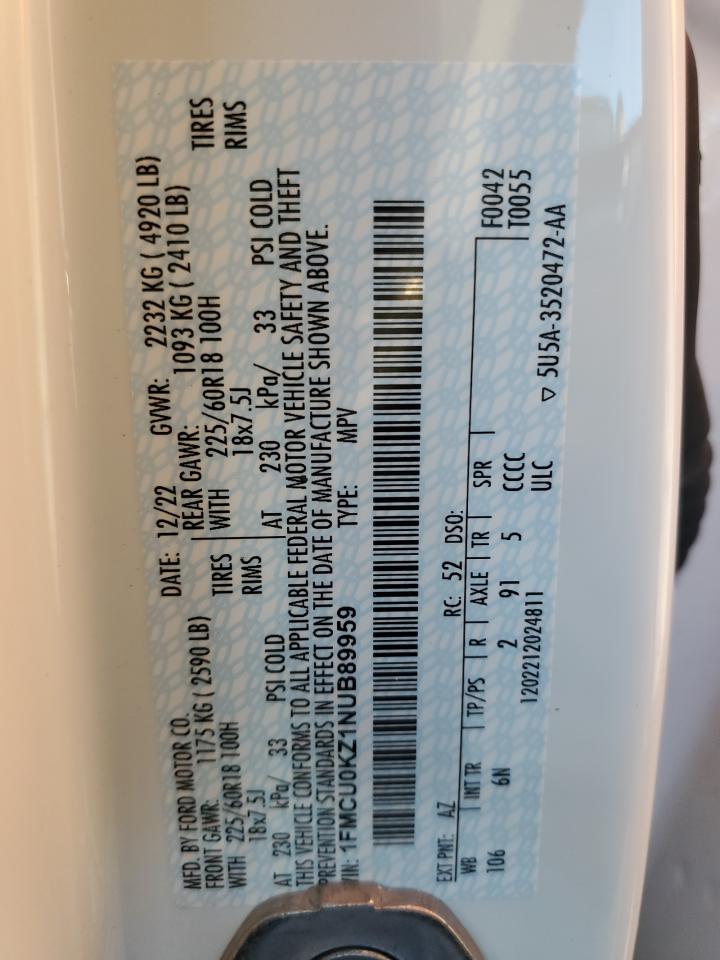 MFD. BY FORD MOTOR CO. DATE: 12/22 GVWR: 2232 KG ( 4920 LB)
FRONT GAWR: 1175 KG ( 2590 LB) REAR GAWR: 1093 KG ( 2410 LB)
WITH 225/60R18 100H TIRES WITH 225/60R18 100H TIRES
18x7.5J RIMS 18x7.5J RIMS
AT 230 kPa/ 33 PSI COLD AT 230 kPa/ 33 PSI COLD
THIS VEHICLE CONFORMS TO ALL APPLICABLE FEDERAL MOTOR VEHICLE SAFETY AND THEFT
PREVENTION STANDARDS IN EFFECT ON THE DATE OF MANUFACTURE SHOWN ABOVE.
VIN: 1FMCU0KZ1NUB89959 TYPE: MPV
EXT PNT: AZ RC: 52 DSO: F0042
WB INT TR TP/PS R AXLE TR SPR T0055
106 6N 2 91 5 CCCC
1202212024811 ULC
▽ 5U5A-3520472-AA